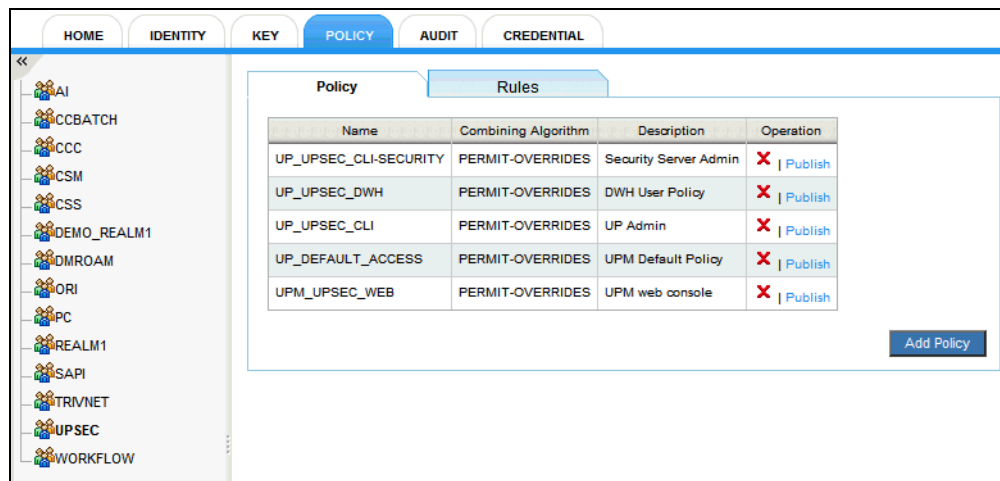 HOME IDENTITY KEY POLICY AUDIT CREDENTIAL
«
AI
CCBATCH
CCC
CSM
CSS
DEMO_REALM1
DMROAM
ORI
PC
REALM1
SAPI
TRIVNET
UPSEC
WORKFLOW
Policy Rules
Name Combining Algorithm Description Operation
UP_UPSEC_CLI-SECURITY PERMIT-OVERRIDES Security Server Admin | Publish
UP_UPSEC_DWH PERMIT-OVERRIDES DWH User Policy | Publish
UP_UPSEC_CLI PERMIT-OVERRIDES UP Admin | Publish
UP_DEFAULT_ACCESS PERMIT-OVERRIDES UPM Default Policy | Publish
UPM_UPSEC_WEB PERMIT-OVERRIDES UPM web console | Publish
Add Policy